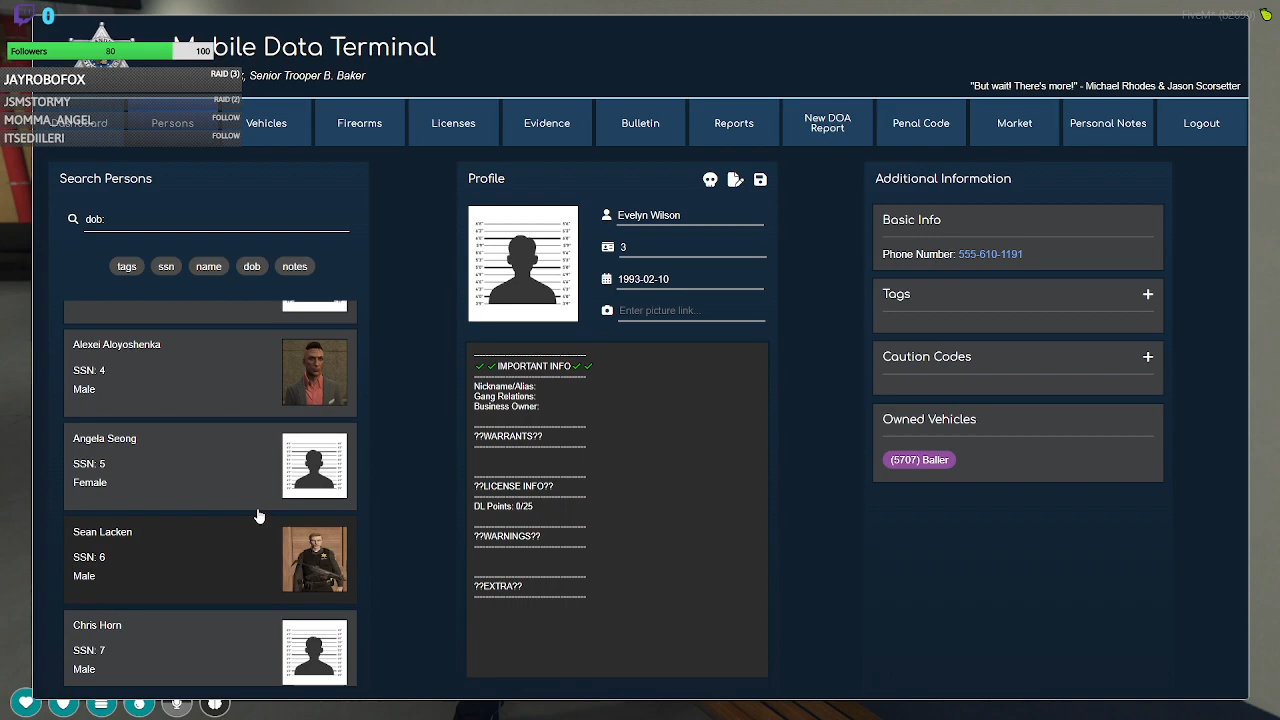 FiveM® (b2699)
Mobile Data Terminal
Followers 80 100
Senior Trooper B. Baker
"But wait! There's more!" - Michael Rhodes & Jason Scorsetter
JAYROBOFOX RAID (3)
JSMSTORMY RAID (2)
MOMMA_ANGEL FOLLOW
ITSEDIILERI FOLLOW
Persons
Vehicles
Firearms
Licenses
Evidence
Bulletin
Reports
New DOA
Report
Penal Code
Market
Personal Notes
Logout
Search Persons
dob:
ssn
name
dob
notes
Alexei Aloyoshenka
SSN: 4
Male
Angela Seong
SSN: 5
Female
Sean Lacken
SSN: 6
Male
Chris Horn
SSN: 7
Male
Profile
Evelyn Wilson
3
1993-02-10
Enter picture link...
IMPORTANT INFO
Nickname/Alias:
Gang Relations:
Business Owner:
??WARRANTS??
??LICENSE INFO??
DL Points: 0/25
??WARNINGS??
??EXTRA??
Additional Information
Basic Info
Phone Number: 555-610-1191
Tags
Caution Codes
Owned Vehicles
(5707) Baller